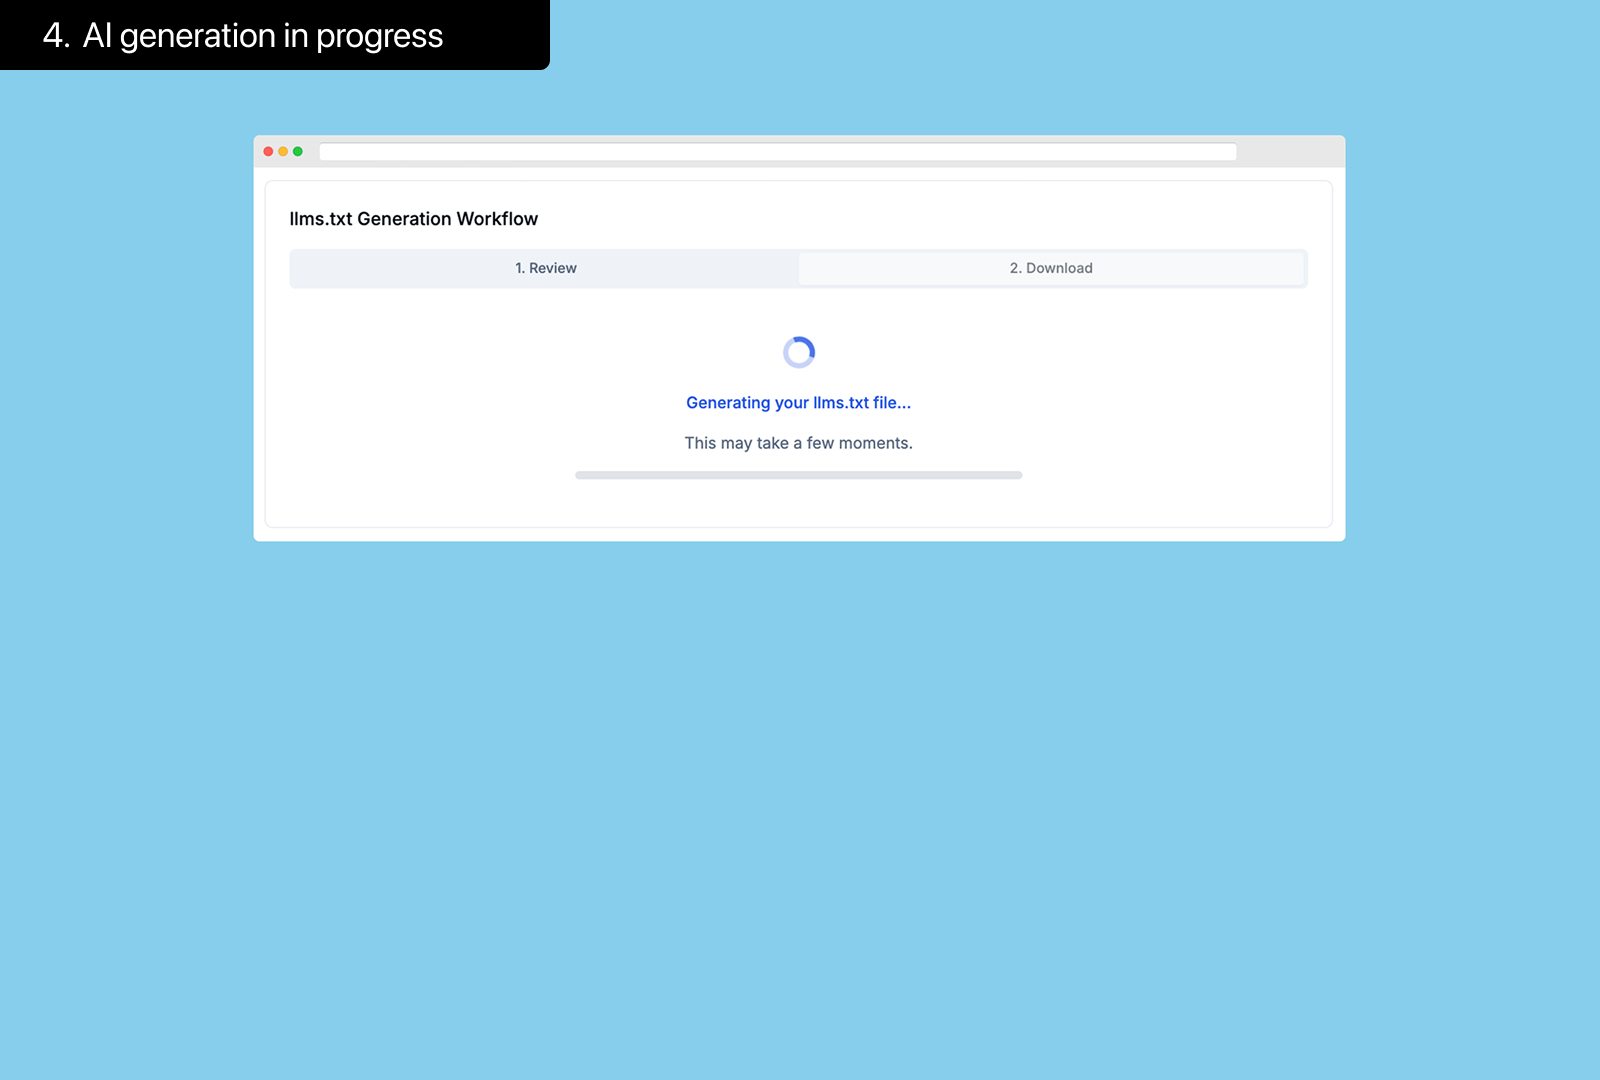 4. AI generation in progress
llms.txt Generation Workflow
1. Review
2. Download
Generating your llms.txt file...
This may take a few moments.